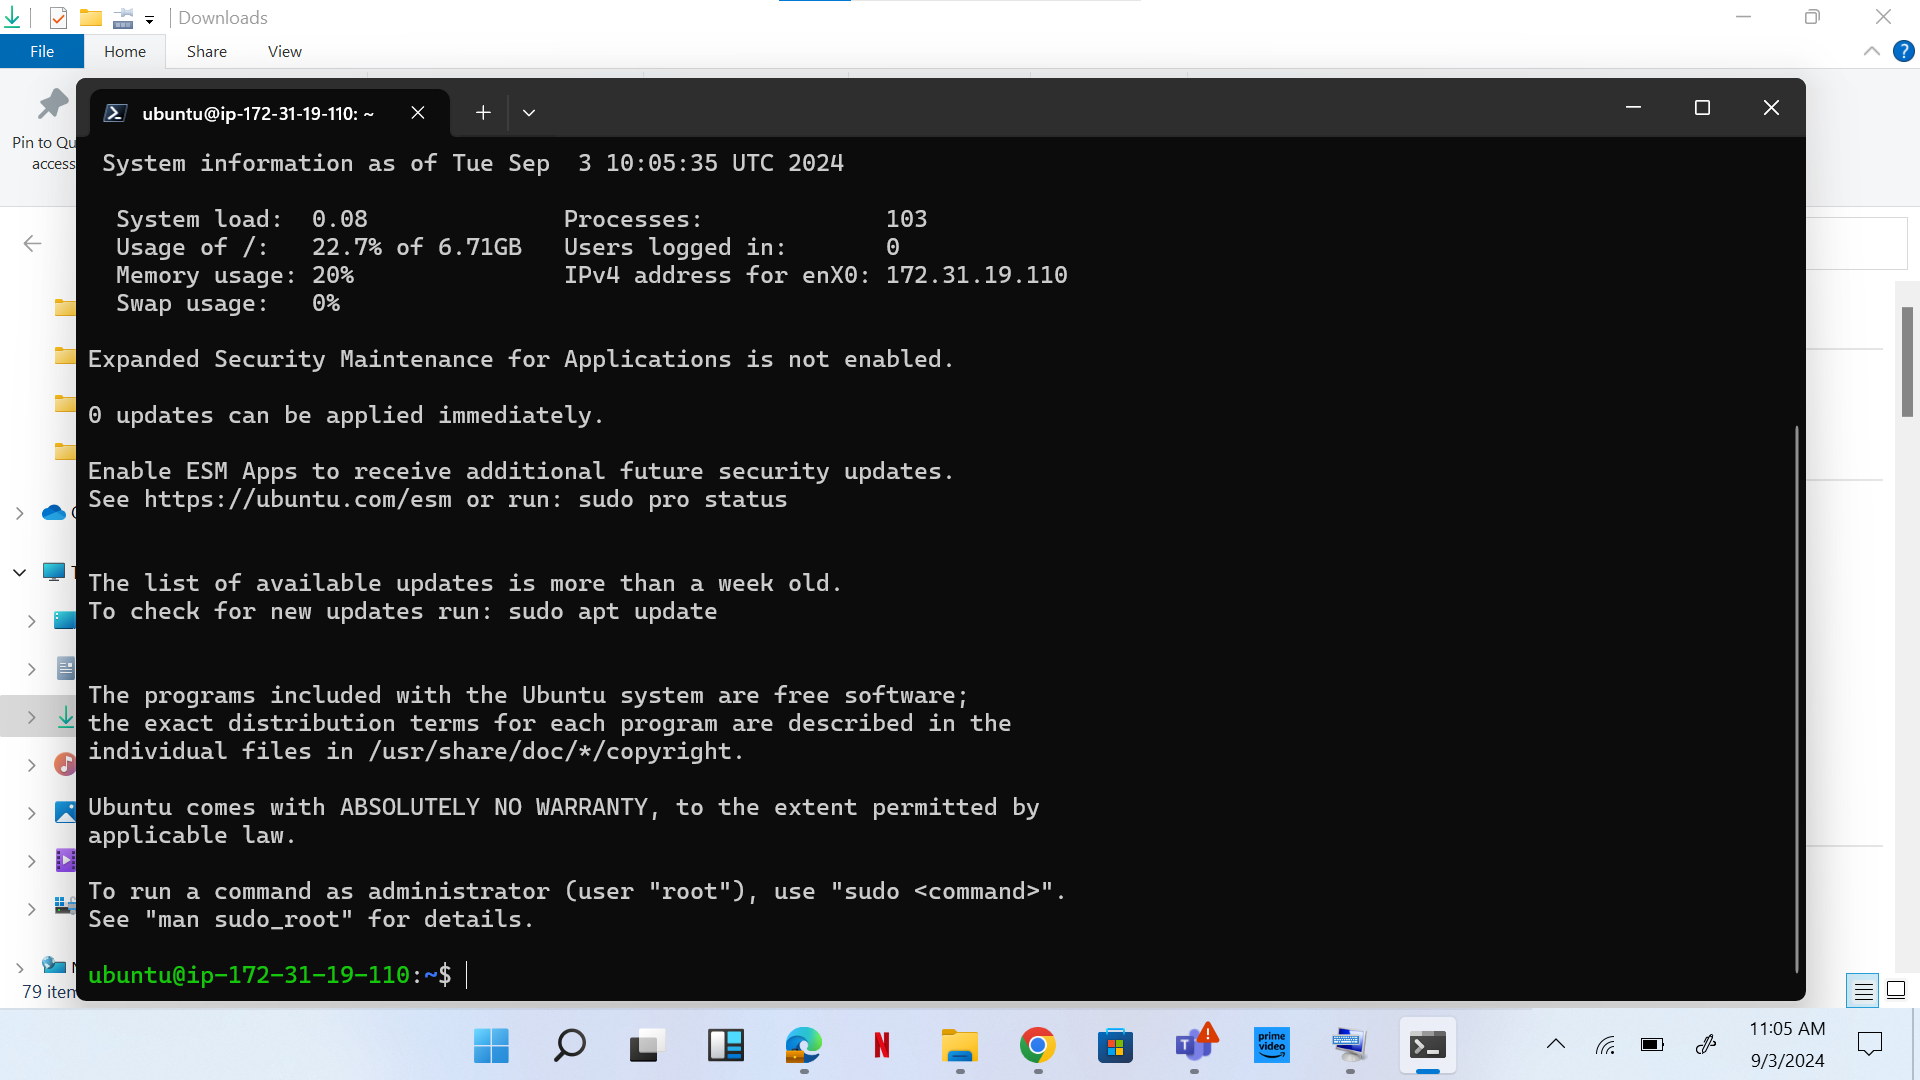 Downloads
File Home Share View
Pin to Qu
access
ubuntu@ip-172-31-19-110: ~
System information as of Tue Sep  3 10:05:35 UTC 2024
System load:  0.08              Processes:             103
Usage of /:   22.7% of 6.71GB   Users logged in:       0
Memory usage: 20%               IPv4 address for enX0: 172.31.19.110
Swap usage:   0%
Expanded Security Maintenance for Applications is not enabled.
0 updates can be applied immediately.
Enable ESM Apps to receive additional future security updates.
See https://ubuntu.com/esm or run: sudo pro status
The list of available updates is more than a week old.
To check for new updates run: sudo apt update
The programs included with the Ubuntu system are free software;
the exact distribution terms for each program are described in the
individual files in /usr/share/doc/*/copyright.
Ubuntu comes with ABSOLUTELY NO WARRANTY, to the extent permitted by
applicable law.
To run a command as administrator (user "root"), use "sudo <command>".
See "man sudo_root" for details.
ubuntu@ip-172-31-19-110:~$
79 item
prime
video
11:05 AM
9/3/2024